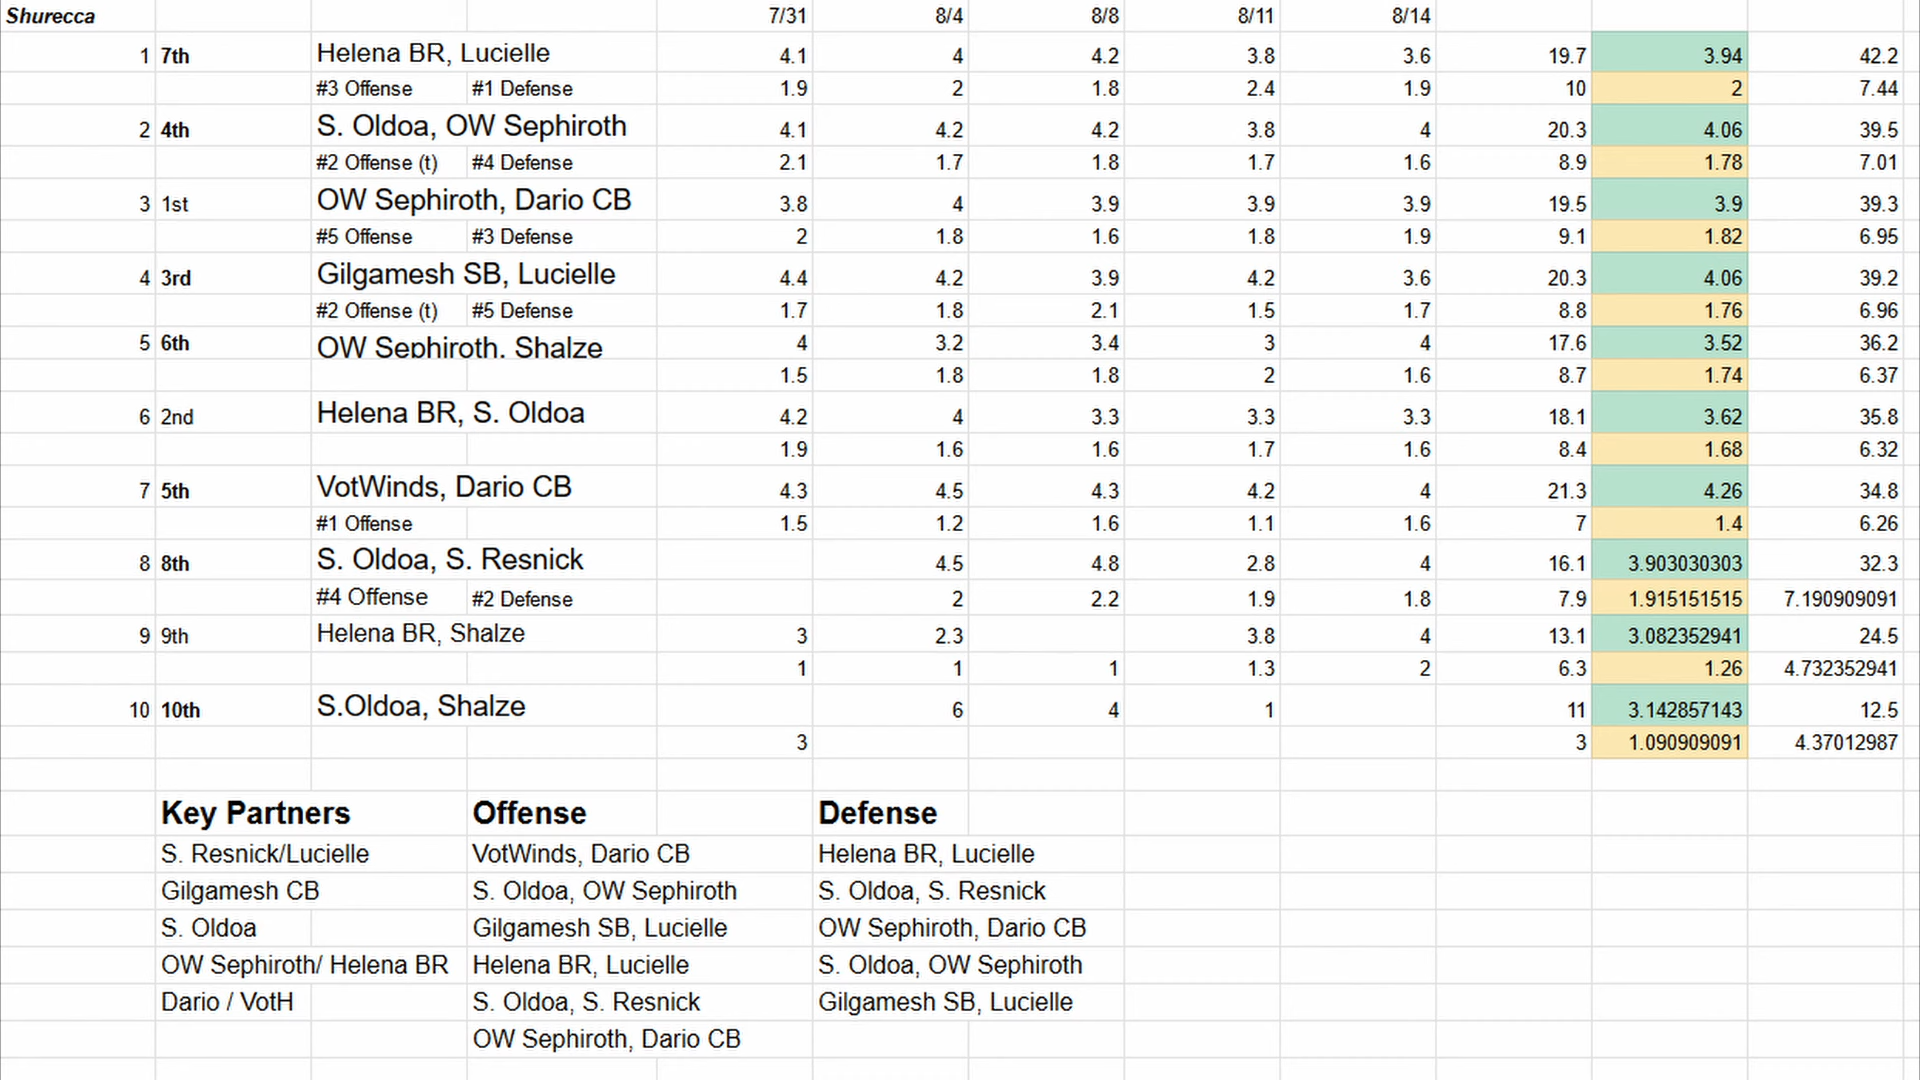 Shurecca 7/31 8/4 8/8 8/11 8/14
1 7th Helena BR, Lucielle 4.1 4 4.2 3.8 3.6 19.7 3.94 42.2
#3 Offense #1 Defense 1.9 2 1.8 2.4 1.9 10 2 7.44
2 4th S. Oldoa, OW Sephiroth 4.1 4.2 4.2 3.8 4 20.3 4.06 39.5
#2 Offense (t) #4 Defense 2.1 1.7 1.8 1.7 1.6 8.9 1.78 7.01
3 1st OW Sephiroth, Dario CB 3.8 4 3.9 3.9 3.9 19.5 3.9 39.3
#5 Offense #3 Defense 2 1.8 1.6 1.8 1.9 9.1 1.82 6.95
4 3rd Gilgamesh SB, Lucielle 4.4 4.2 3.9 4.2 3.6 20.3 4.06 39.2
#2 Offense (t) #5 Defense 1.7 1.8 2.1 1.5 1.7 8.8 1.76 6.96
5 6th OW Sephiroth, Shalze 4 3.2 3.4 3 4 17.6 3.52 36.2
1.5 1.8 1.8 2 1.6 8.7 1.74 6.37
6 2nd Helena BR, S. Oldoa 4.2 4 3.3 3.3 3.3 18.1 3.62 35.8
1.9 1.6 1.6 1.7 1.6 8.4 1.68 6.32
7 5th VotWinds, Dario CB 4.3 4.5 4.3 4.2 4 21.3 4.26 34.8
#1 Offense 1.5 1.2 1.6 1.1 1.6 7 1.4 6.26
8 8th S. Oldoa, S. Resnick 4.5 4.8 2.8 4 16.1 3.903030303 32.3
#4 Offense #2 Defense 2 2.2 1.9 1.8 7.9 1.915151515 7.190909091
9 9th Helena BR, Shalze 3 2.3 3.8 4 13.1 3.082352941 24.5
1 1 1 1.3 2 6.3 1.26 4.732352941
10 10th S.Oldoa, Shalze 6 4 1 11 3.142857143 12.5
3 3 1.090909091 4.37012987
Key Partners Offense Defense
S. Resnick/Lucielle VotWinds, Dario CB Helena BR, Lucielle
Gilgamesh CB S. Oldoa, OW Sephiroth S. Oldoa, S. Resnick
S. Oldoa Gilgamesh SB, Lucielle OW Sephiroth, Dario CB
OW Sephiroth/ Helena BR Helena BR, Lucielle S. Oldoa, OW Sephiroth
Dario / VotH S. Oldoa, S. Resnick Gilgamesh SB, Lucielle
OW Sephiroth, Dario CB